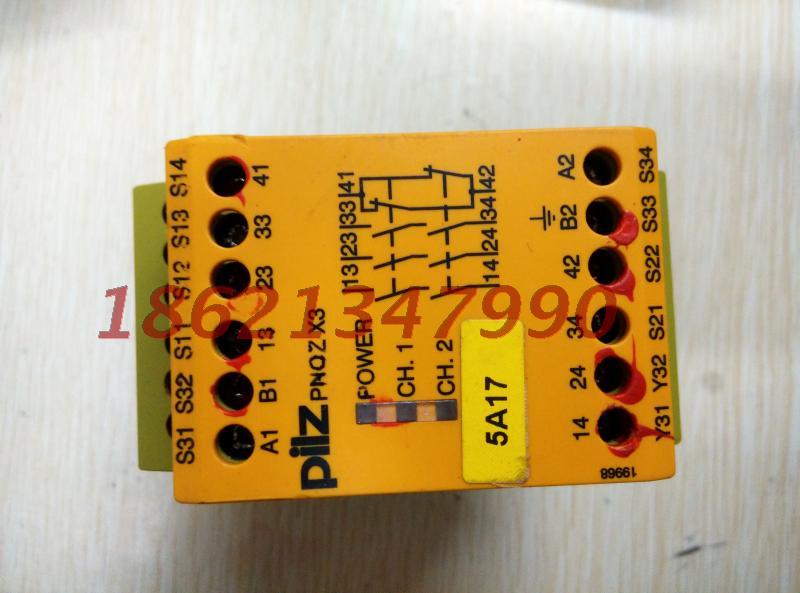 S14 S13 S12 S11 S32 S31
41 33 23 13 B1 A1
pilz PNOZ X3
POWER
CH. 1
CH. 2
13 23 33 41
14 24 34 42
5A17
A2 B2 42 34 24 14
S34 S33 S22 S21 Y32 Y31
19968
18621347990